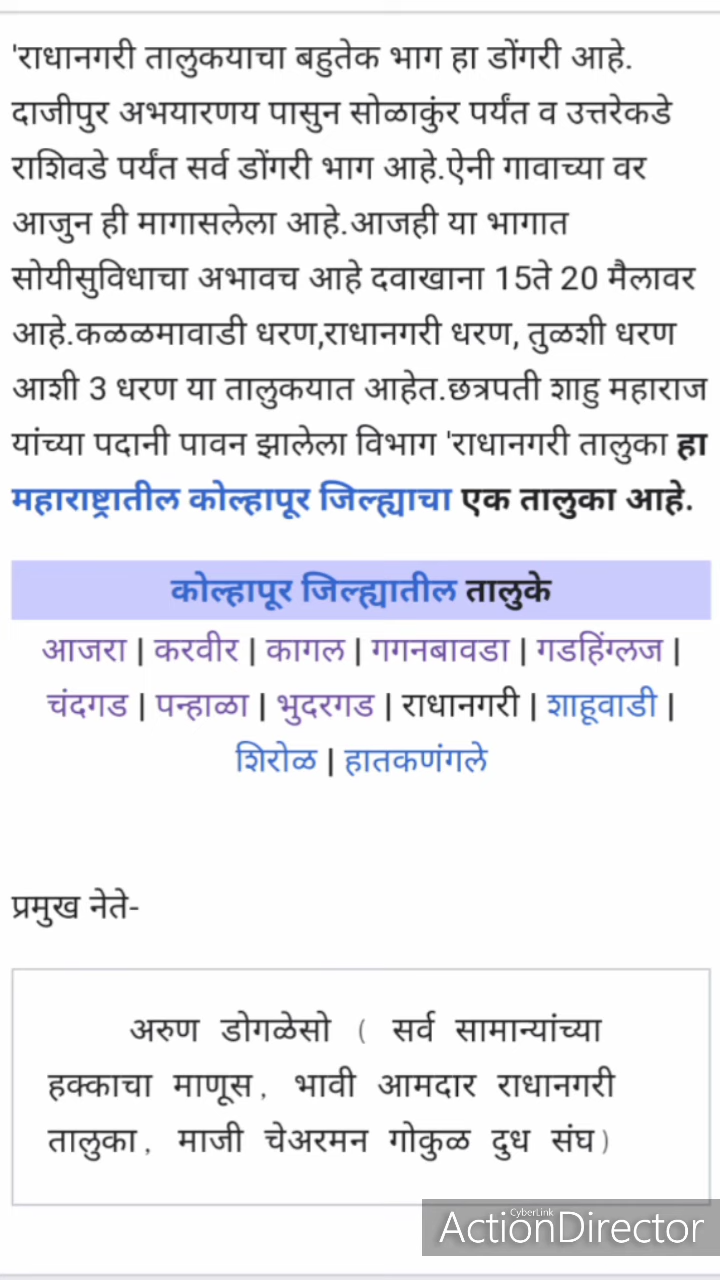 'राधानगरी तालुकयाचा बहुतेक भाग हा डोंगरी आहे.
दाजीपुर अभयारणय पासुन सोळाकुंर पर्यंत व उत्तरेकडे
राशिवडे पर्यंत सर्व डोंगरी भाग आहे.ऐनी गावाच्या वर
आजुन ही मागासलेला आहे.आजही या भागात
सोयीसुविधाचा अभावच आहे दवाखाना 15ते 20 मैलावर
आहे.कळळमावाडी धरण,राधानगरी धरण, तुळशी धरण
आशी 3 धरण या तालुकयात आहेत.छत्रपती शाहु महाराज
यांच्या पदानी पावन झालेला विभाग 'राधानगरी तालुका हा
महाराष्ट्रातील कोल्हापूर जिल्ह्याचा एक तालुका आहे.
कोल्हापूर जिल्ह्यातील तालुके
आजरा | करवीर | कागल | गगनबावडा | गडहिंग्लज |
चंदगड | पन्हाळा | भुदरगड | राधानगरी | शाहूवाडी |
शिरोळ | हातकणंगले
प्रमुख नेते-
अरुण डोगळेसो ( सर्व सामान्यांच्या
हक्काचा माणूस, भावी आमदार राधानगरी
तालुका, माजी चेअरमन गोकुळ दुध संघ)
CyberLink
ActionDirector